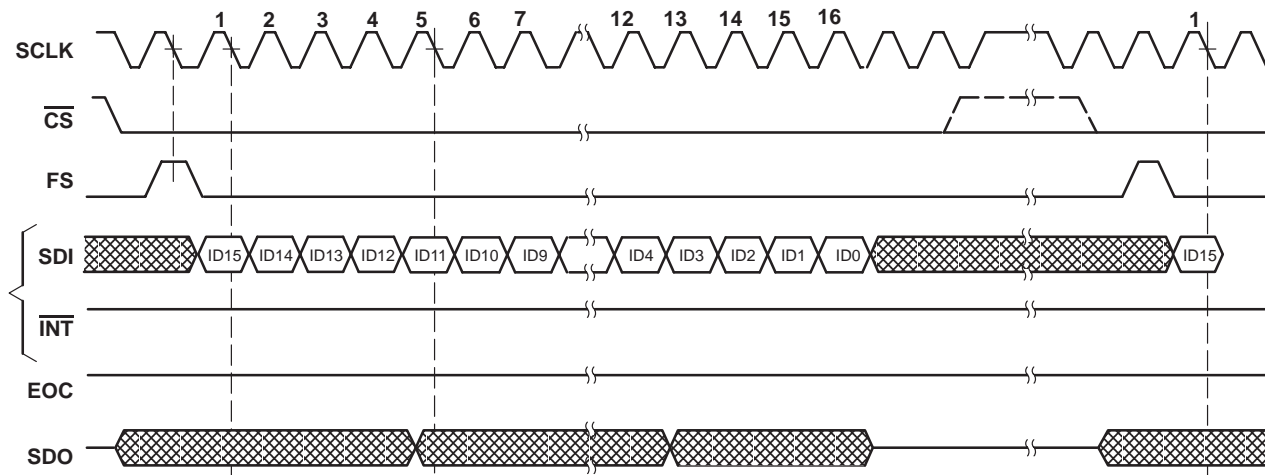 1 2 3 4 5 6 7 12 13 14 15 16 1
SCLK
CS
FS
SDI ID15 ID14 ID13 ID12 ID11 ID10 ID9 ID4 ID3 ID2 ID1 ID0 ID15
INT
EOC
SDO